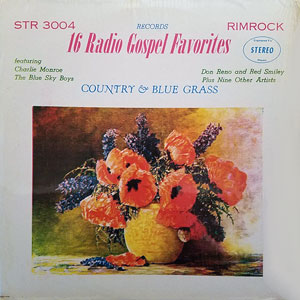 STR 3004
RECORDS
RIMROCK
16 Radio Gospel Favorites
STEREO
featuring
Charlie Monroe
The Blue Sky Boys
Don Reno and Red Smiley
Plus Nine Other Artists
COUNTRY & BLUE GRASS